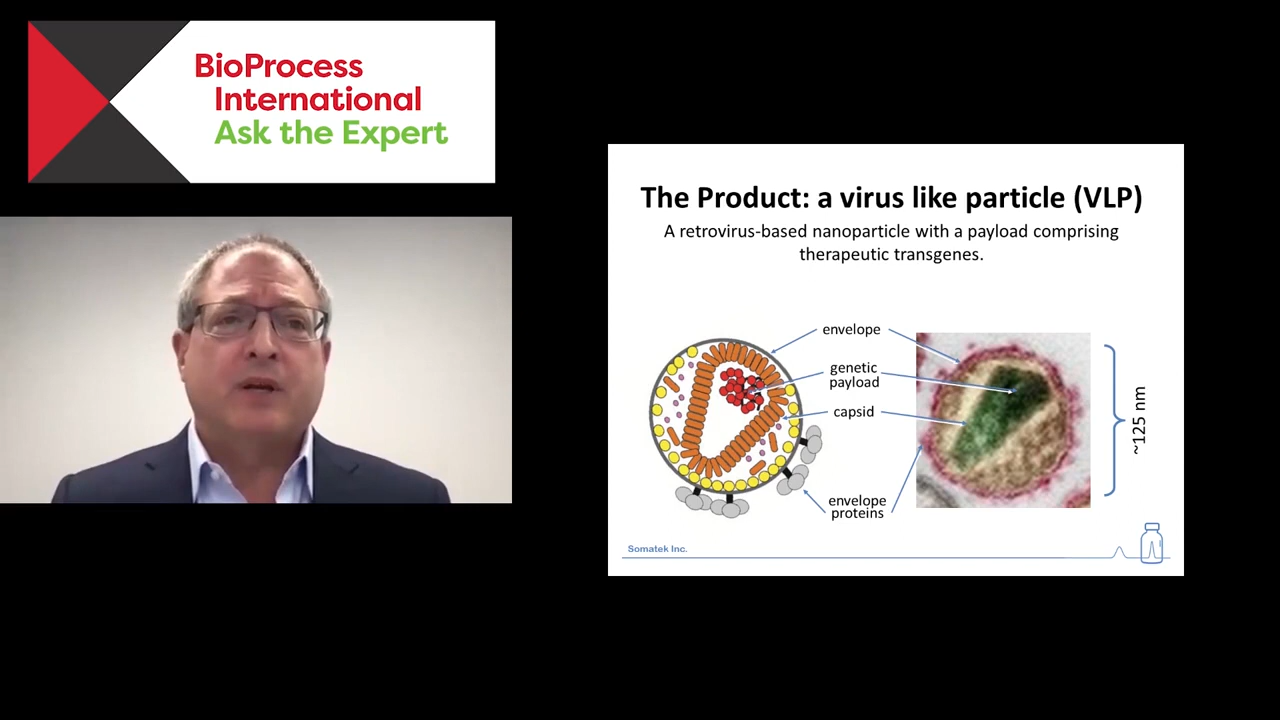 BioProcess
International
Ask the Expert
The Product: a virus like particle (VLP)
A retrovirus-based nanoparticle with a payload comprising
therapeutic transgenes.
envelope
genetic
payload
capsid
envelope
proteins
~125 nm
Somatek Inc.